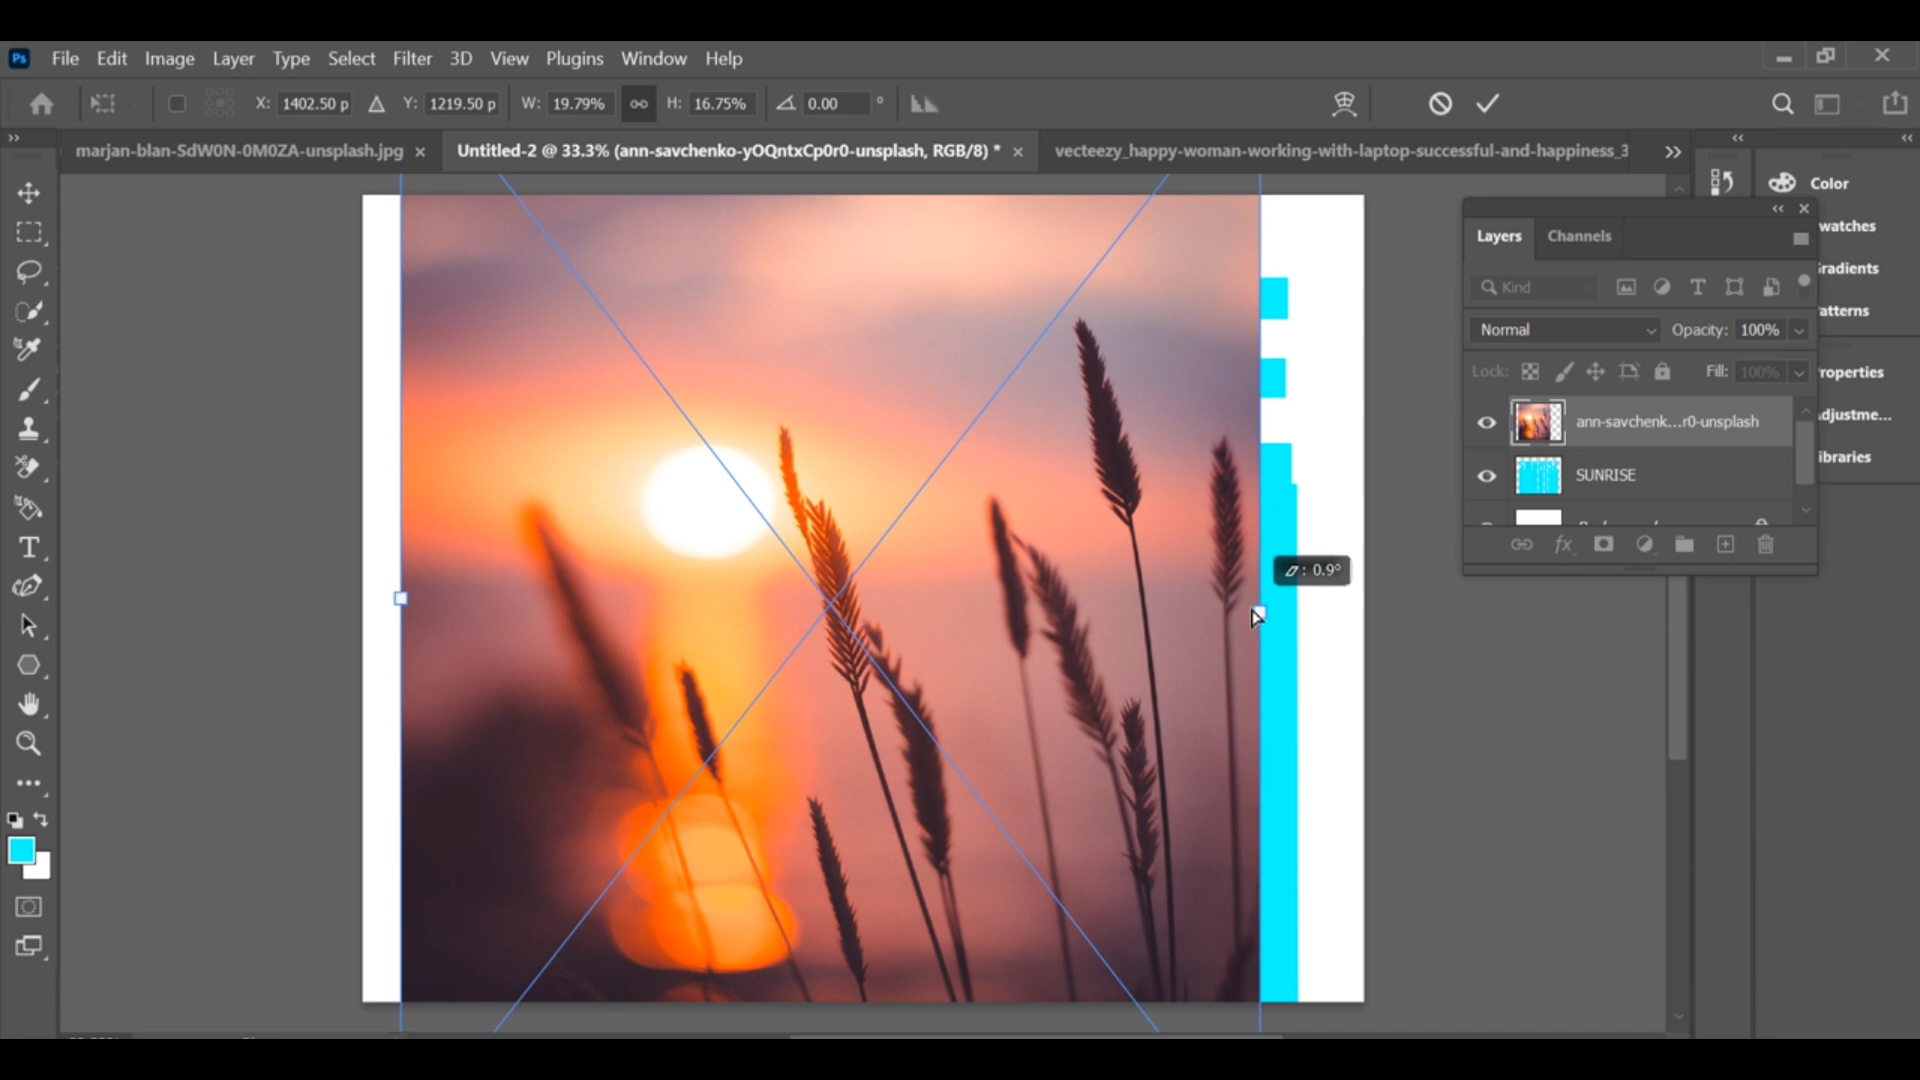 Ps File Edit Image Layer Type Select Filter 3D View Plugins Window Help
X: 1402.50 p Y: 1219.50 p W: 19.79% H: 16.75% 0.00 °
marjan-blan-SdW0N-0M0ZA-unsplash.jpg × Untitled-2 @ 33.3% (ann-savchenko-yOQntxCp0r0-unsplash, RGB/8) * × vecteezy_happy-woman-working-with-laptop-successful-and-happiness_3
Color
watches
Layers Channels
radients
Kind
atterns
Normal Opacity: 100%
Lock: Fill: 100%
roperties
ann-savchenk...r0-unsplash
djustme...
ibraries
SUNRISE
fx
: 0.9°